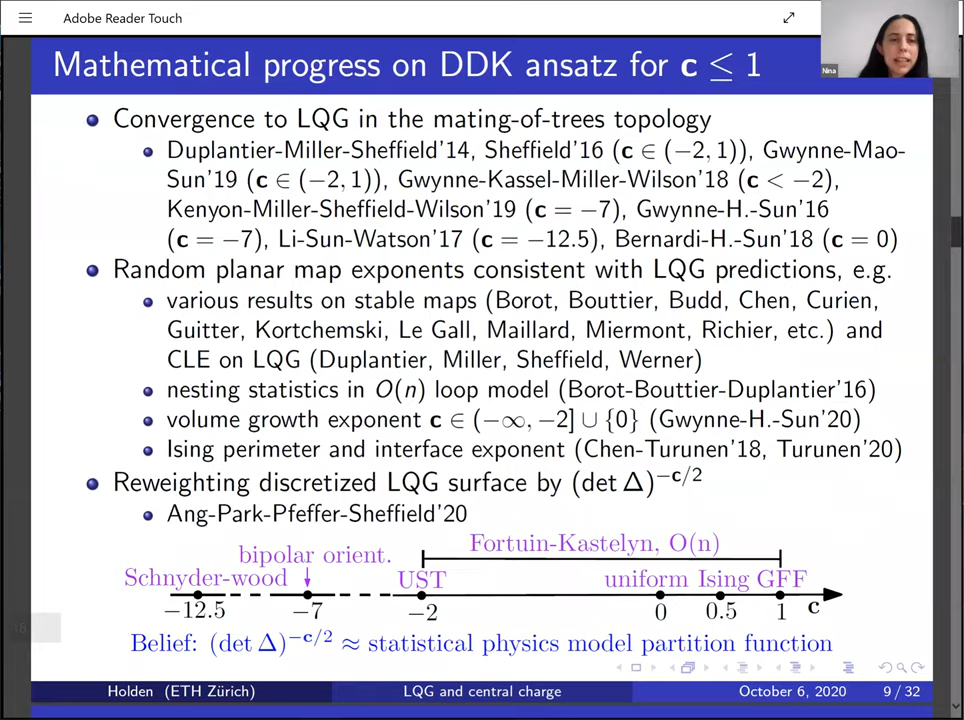 Adobe Reader Touch
Nina
Mathematical progress on DDK ansatz for c ≤ 1
Convergence to LQG in the mating-of-trees topology
Duplantier-Miller-Sheffield'14, Sheffield'16 (c ∈ (−2, 1)), Gwynne-Mao-
Sun'19 (c ∈ (−2, 1)), Gwynne-Kassel-Miller-Wilson'18 (c < −2),
Kenyon-Miller-Sheffield-Wilson'19 (c = −7), Gwynne-H.-Sun'16
(c = −7), Li-Sun-Watson'17 (c = −12.5), Bernardi-H.-Sun'18 (c = 0)
Random planar map exponents consistent with LQG predictions, e.g.
various results on stable maps (Borot, Bouttier, Budd, Chen, Curien,
Guitter, Kortchemski, Le Gall, Maillard, Miermont, Richier, etc.) and
CLE on LQG (Duplantier, Miller, Sheffield, Werner)
nesting statistics in O(n) loop model (Borot-Bouttier-Duplantier'16)
volume growth exponent c ∈ (−∞, −2] ∪ {0} (Gwynne-H.-Sun'20)
Ising perimeter and interface exponent (Chen-Turunen'18, Turunen'20)
Reweighting discretized LQG surface by (det Δ)^{−c/2}
Ang-Park-Pfeffer-Sheffield'20
Fortuin-Kastelyn, O(n)
bipolar orient.
Schnyder-wood UST uniform Ising GFF
−12.5 −7 −2 0 0.5 1 c
18
Belief: (det Δ)^{−c/2} ≈ statistical physics model partition function
Holden (ETH Zürich) LQG and central charge October 6, 2020 9 / 32